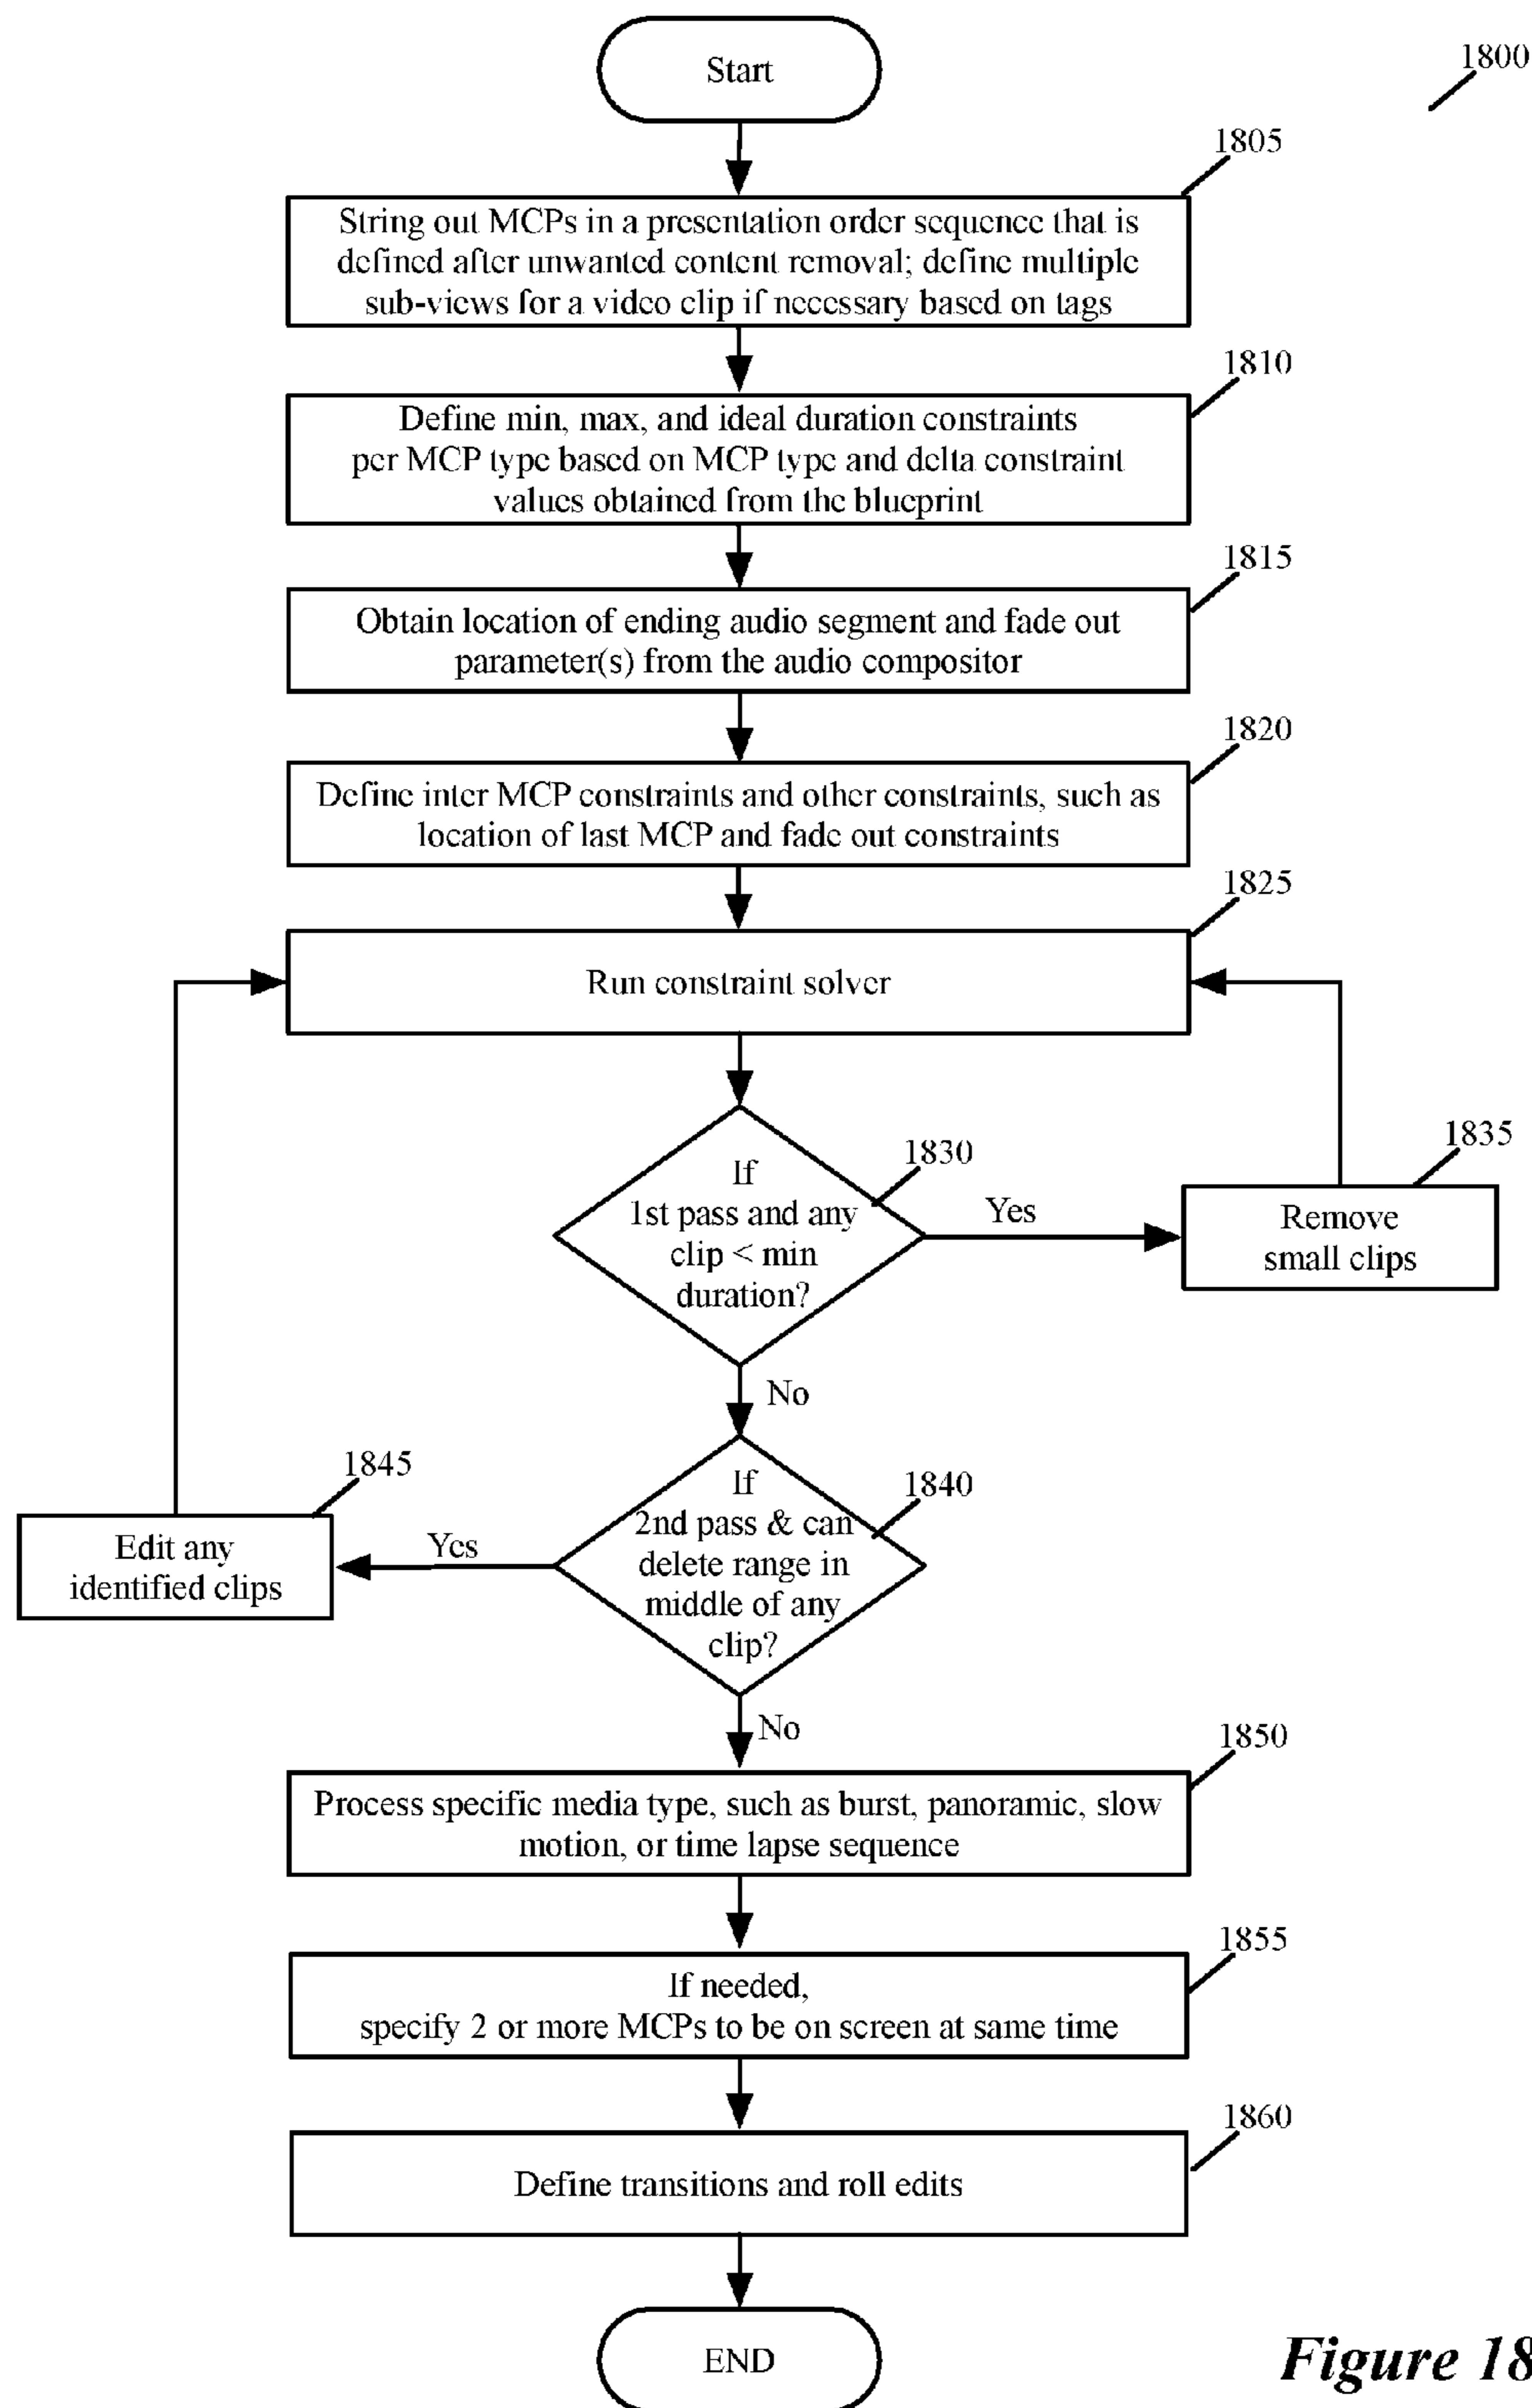 Start
1800
1805
String out MCPs in a presentation order sequence that is
defined after unwanted content removal; define multiple
sub-views for a video clip if necessary based on tags
1810
Define min, max, and ideal duration constraints
per MCP type based on MCP type and delta constraint
values obtained from the blueprint
1815
Obtain location of ending audio segment and fade out
parameter(s) from the audio compositor
1820
Define inter MCP constraints and other constraints, such as
location of last MCP and fade out constraints
1825
Run constraint solver
1830
If
1st pass and any
clip < min
duration?
Yes
1835
Remove
small clips
No
1840
If
2nd pass & can
delete range in
middle of any
clip?
Yes
1845
Edit any
identified clips
No
1850
Process specific media type, such as burst, panoramic, slow
motion, or time lapse sequence
1855
If needed,
specify 2 or more MCPs to be on screen at same time
1860
Define transitions and roll edits
END
Figure 18